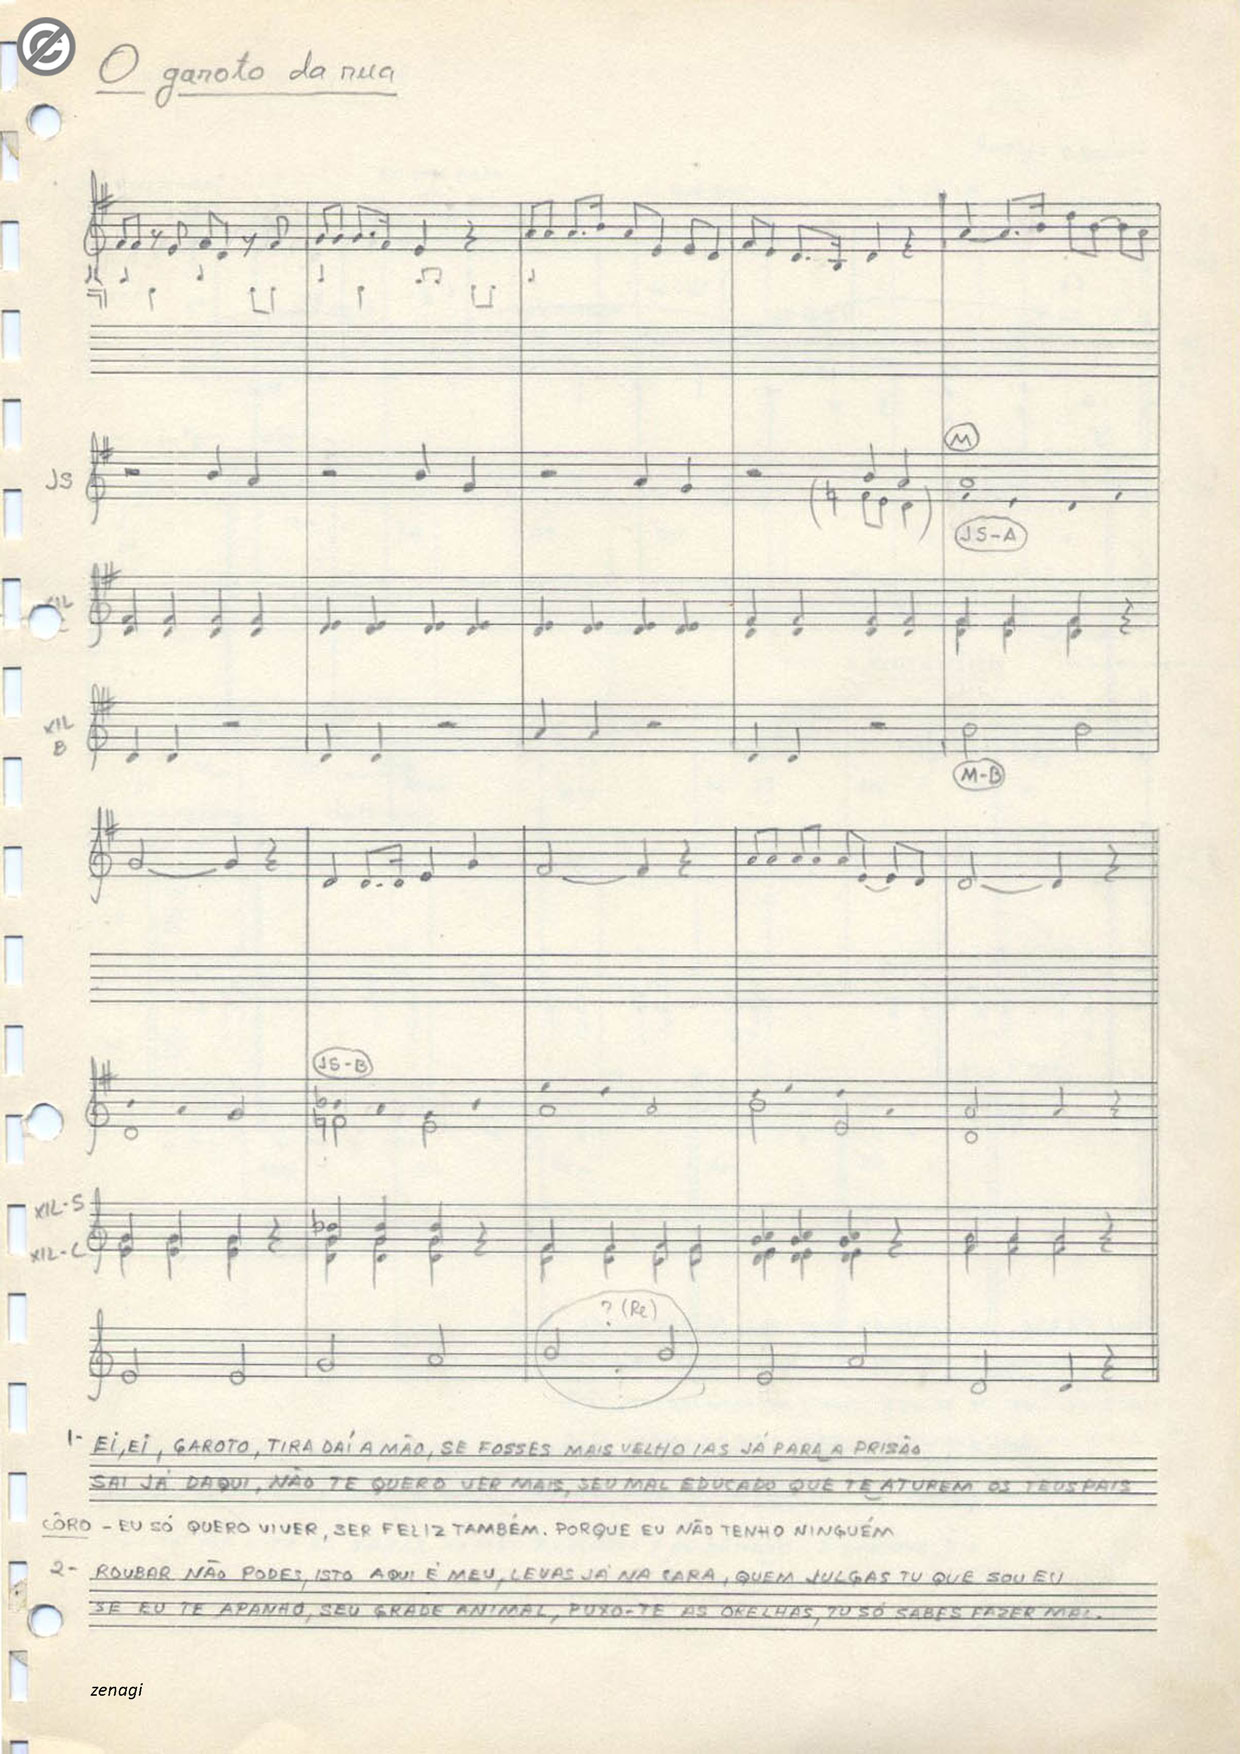 O garoto da rua
JS
M
JS-A
XIL
XIL
B
M-B
JS-B
XIL-S
XIL-C
? (Re)
1- Ei, Ei, GAROTO, TIRA DAÍ A MÃO, SE FOSSES MAIS VELHO IAS JÁ PARA A PRISÃO
SAI JÁ DAQUI, NÃO TE QUERO VER MAIS, SEU MAL EDUCADO QUE TE ATUREM OS TEUS PAIS
CÔRO - EU SÓ QUERO VIVER, SER FELIZ TAMBÉM. PORQUE EU NÃO TENHO NINGUÉM
2- ROUBAR NÃO PODES, ISTO AQUI É MEU, LEVAS JÁ NA CARA, QUEM JULGAS TU QUE SOU EU
SE EU TE APANHO, SEU GRADE ANIMAL, PUXO-TE AS ORELHAS, TU SÓ SABES FAZER MAL.
zenagi